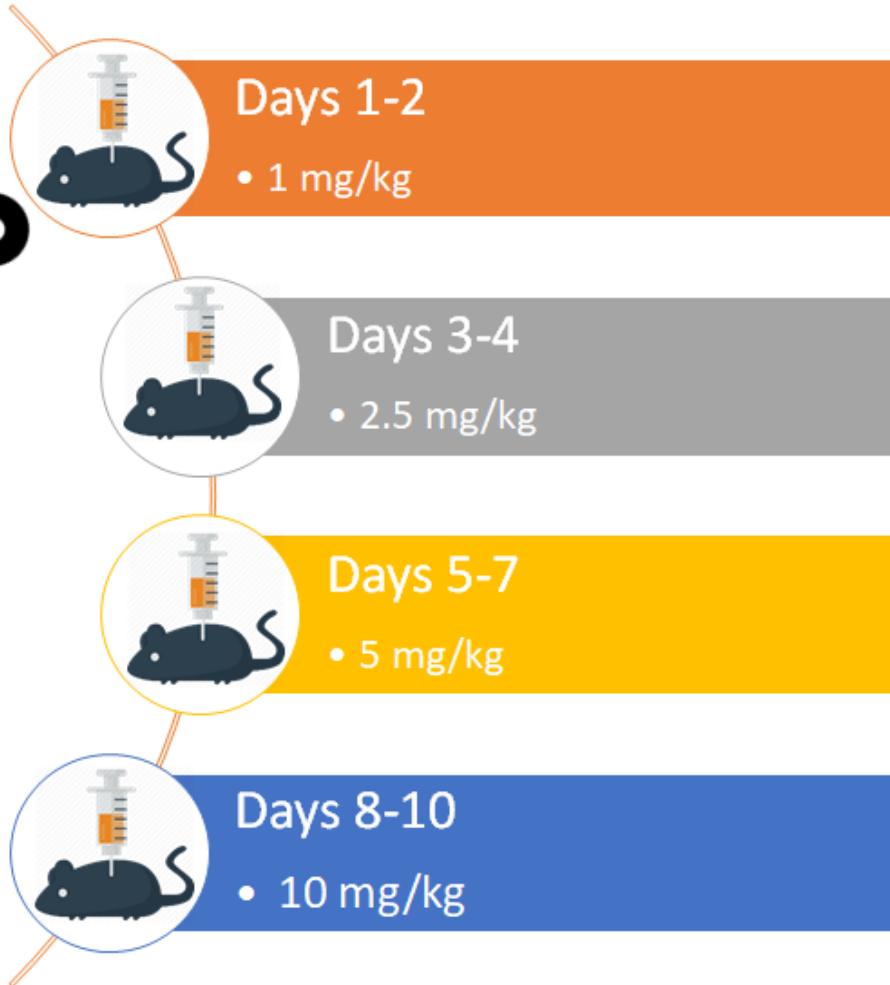 Days 1-2
• 1 mg/kg
Days 3-4
• 2.5 mg/kg
Days 5-7
• 5 mg/kg
Days 8-10
• 10 mg/kg